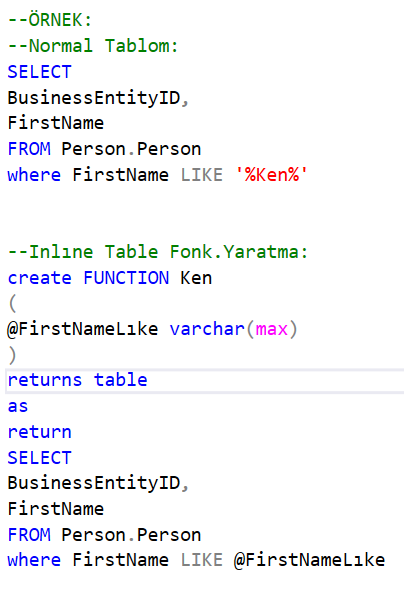 --ÖRNEK:
--Normal Tablom:
SELECT
BusinessEntityID,
FirstName
FROM Person.Person
where FirstName LIKE '%Ken%'
--Inlıne Table Fonk.Yaratma:
create FUNCTION Ken
(
@FirstNameLıke varchar(max)
)
returns table
as
return
SELECT
BusinessEntityID,
FirstName
FROM Person.Person
where FirstName LIKE @FirstNameLıke